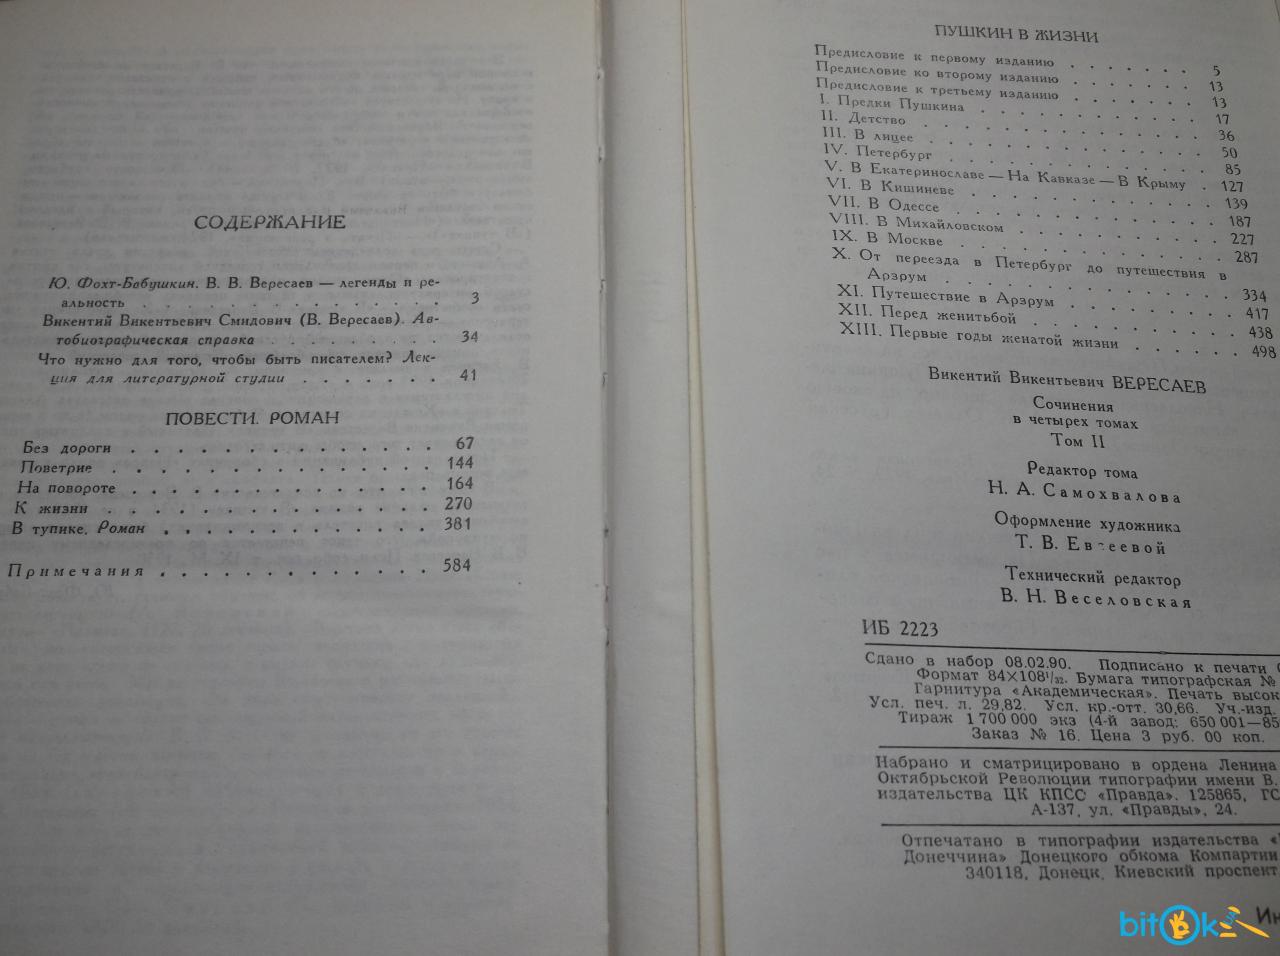 СОДЕРЖАНИЕ
Ю. Фохт-Бабушкин. В. В. Вересаев — легенды и ре-
альность . . . . . . . . . . . . . . . 3
Викентий Викентьевич Смидович (В. Вересаев). Ав-
тобиографическая справка . . . . . . . . . 34
Что нужно для того, чтобы быть писателем? Лек-
ция для литературной студии . . . . . . . 41
ПОВЕСТИ. РОМАН
Без дороги . . . . . . . . . . . . . . . 67
Поветрие . . . . . . . . . . . . . . . . 144
На повороте . . . . . . . . . . . . . . . 164
К жизни . . . . . . . . . . . . . . . . 270
В тупике. Роман . . . . . . . . . . . . . 381
Примечания . . . . . . . . . . . . . 584
ПУШКИН В ЖИЗНИ
Предисловие к первому изданию . . . . . . . 5
Предисловие ко второму изданию . . . . . . . 13
Предисловие к третьему изданию . . . . . . . 13
I. Предки Пушкина . . . . . . . . . . . 17
II. Детство . . . . . . . . . . . . . . 36
III. В лицее . . . . . . . . . . . . . . 50
IV. Петербург . . . . . . . . . . . . . 85
V. В Екатеринославе — На Кавказе — В Крыму . 127
VI. В Кишиневе . . . . . . . . . . . . 139
VII. В Одессе . . . . . . . . . . . . . 187
VIII. В Михайловском . . . . . . . . . . 227
IX. В Москве . . . . . . . . . . . . . 287
X. От переезда в Петербург до путешествия в
Арзрум . . . . . . . . . . . . . . 334
XI. Путешествие в Арзрум . . . . . . . . . 417
XII. Перед женитьбой . . . . . . . . . . 438
XIII. Первые годы женатой жизни . . . . . . 498
Викентий Викентьевич ВЕРЕСАЕВ
Сочинения
в четырех томах
Том II
Редактор тома
Н. А. Самохвалова
Оформление художника
Т. В. Евсеевой
Технический редактор
В. Н. Веселовская
ИБ 2223
Сдано в набор 08.02.90. Подписано к печати
Формат 84×108¹/₃₂. Бумага типографская №
Гарнитура «Академическая». Печать высок
Усл. печ. л. 29,82. Усл. кр.-отт. 30,66. Уч.-изд.
Тираж 1 700 000 экз (4-й завод: 650 001—85
Заказ № 16. Цена 3 руб. 00 коп.
Набрано и сматрицировано в ордена Ленина
Октябрьской Революции типографии имени В.
издательства ЦК КПСС «Правда». 125865, ГС
А-137, ул. «Правды», 24.
Отпечатано в типографии издательства «
Донеччина» Донецкого обкома Компартии
340118, Донецк, Киевский проспект,
Ин